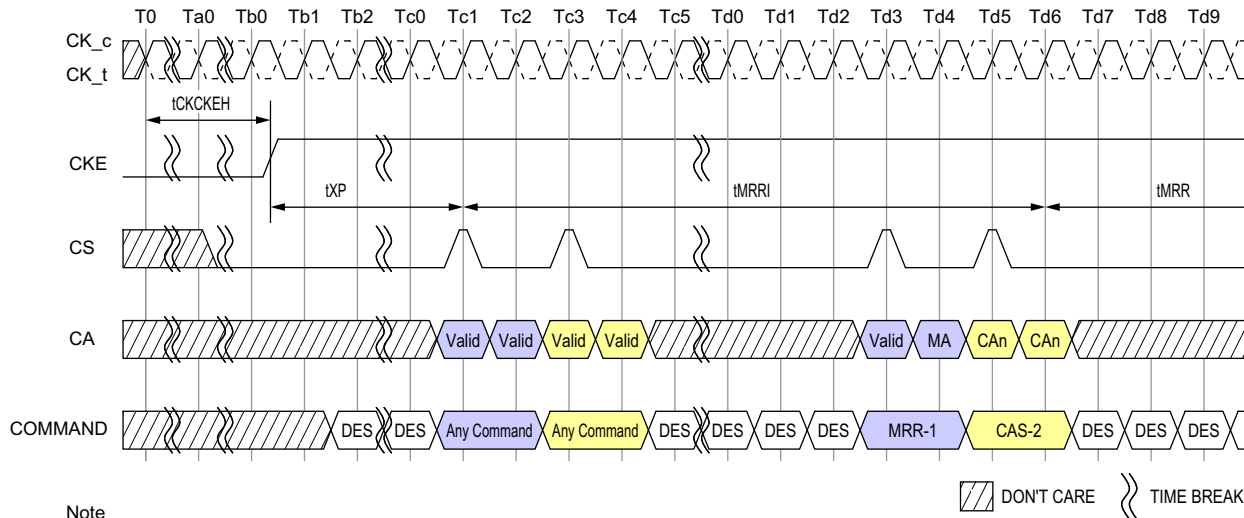 T0 Ta0 Tb0 Tb1 Tb2 Tc0 Tc1 Tc2 Tc3 Tc4 Tc5 Td0 Td1 Td2 Td3 Td4 Td5 Td6 Td7 Td8 Td9
CK_c
CK_t
tCKCKEH
CKE
tXP tMRRI tMRR
CS
CA Valid Valid Valid Valid Valid MA CAn CAn
COMMAND DES DES Any Command Any Command DES DES DES DES MRR-1 CAS-2 DES DES DES
DON'T CARE TIME BREAK
Note